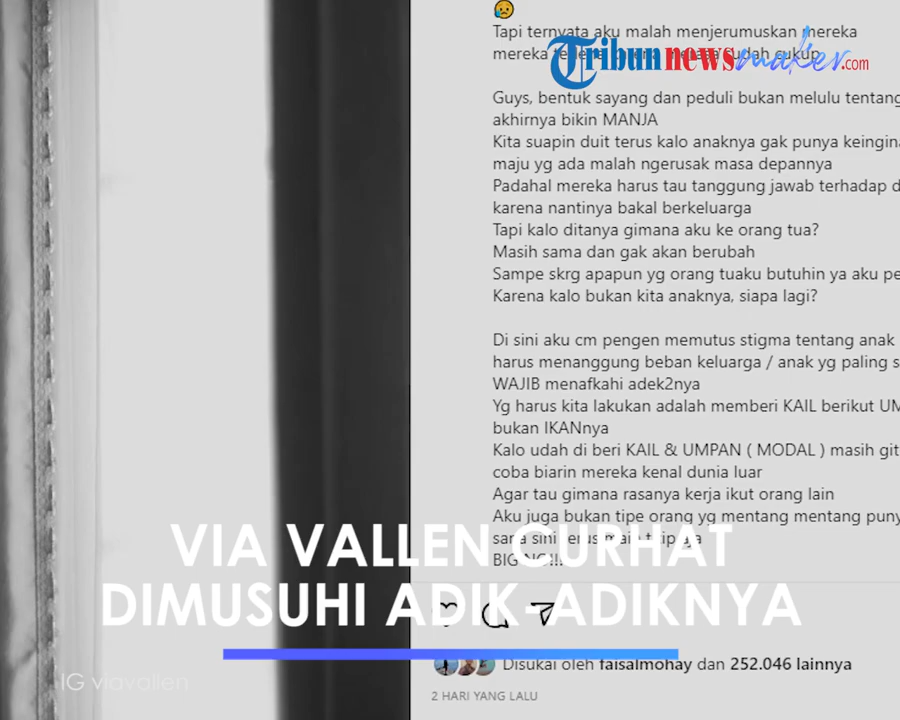 Tapi ternyata aku malah menjerumuskan mereka
Tribunnewsmaker.com
mereka sudah cukup
Guys, bentuk sayang dan peduli bukan melulu tentang
akhirnya bikin MANJA
Kita suapin duit terus kalo anaknya gak punya keingina
maju yg ada malah ngerusak masa depannya
Padahal mereka harus tau tanggung jawab terhadap d
karena nantinya bakal berkeluarga
Tapi kalo ditanya gimana aku ke orang tua?
Masih sama dan gak akan berubah
Sampe skrg apapun yg orang tuaku butuhin ya aku pe
Karena kalo bukan kita anaknya, siapa lagi?
Di sini aku cm pengen memutus stigma tentang anak
harus menanggung beban keluarga / anak yg paling s
WAJIB menafkahi adek2nya
Yg harus kita lakukan adalah memberi KAIL berikut UM
bukan IKANnya
Kalo udah di beri KAIL & UMPAN ( MODAL ) masih git
coba biarin mereka kenal dunia luar
Agar tau gimana rasanya kerja ikut orang lain
Aku juga bukan tipe orang yg mentang mentang puny
BIG NO!!!
VIA VALLEN CURHAT
DIMUSUHI ADIK-ADIKNYA
Disukai oleh faisalmohay dan 252.046 lainnya
IG viavallen
2 HARI YANG LALU